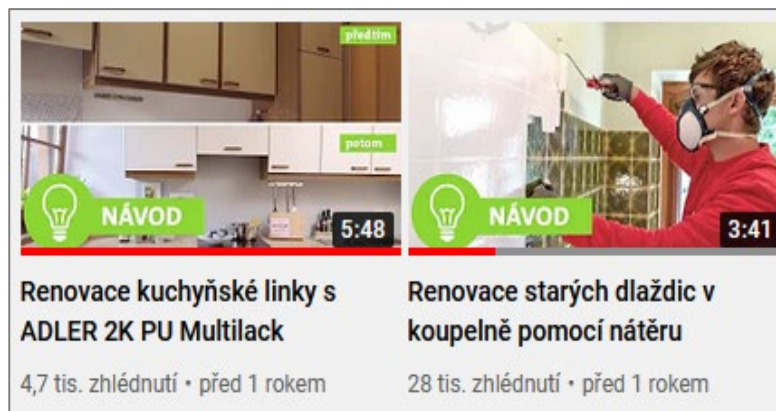 předtím
potom
NÁVOD
5:48
Renovace kuchyňské linky s
ADLER 2K PU Multilack
4,7 tis. zhlédnutí • před 1 rokem
NÁVOD
3:41
Renovace starých dlaždic v
koupelně pomocí nátěru
28 tis. zhlédnutí • před 1 rokem